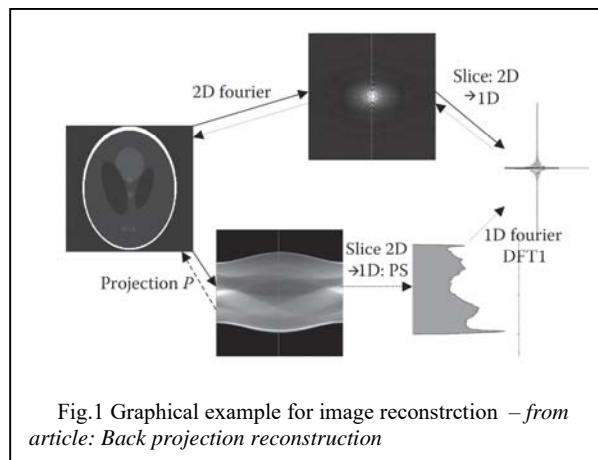 2D fourier
Slice: 2D
→1D
Projection P
Slice 2D
→1D: PS
1D fourier
DFT1
Fig.1 Graphical example for image reconstrction – from
article: Back projection reconstruction